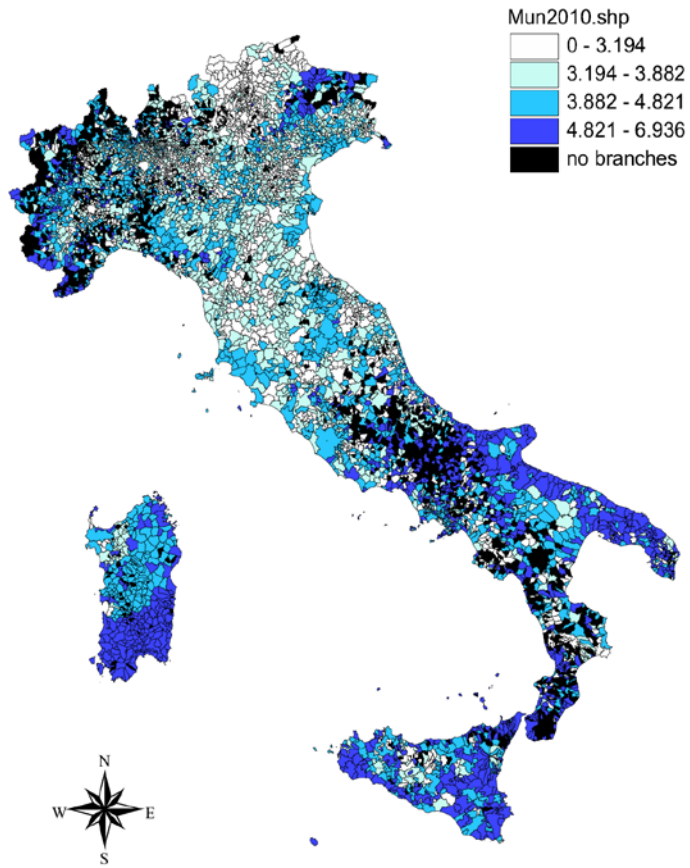 Mun2010.shp
0 - 3.194
3.194 - 3.882
3.882 - 4.821
4.821 - 6.936
no branches
N
W E
S